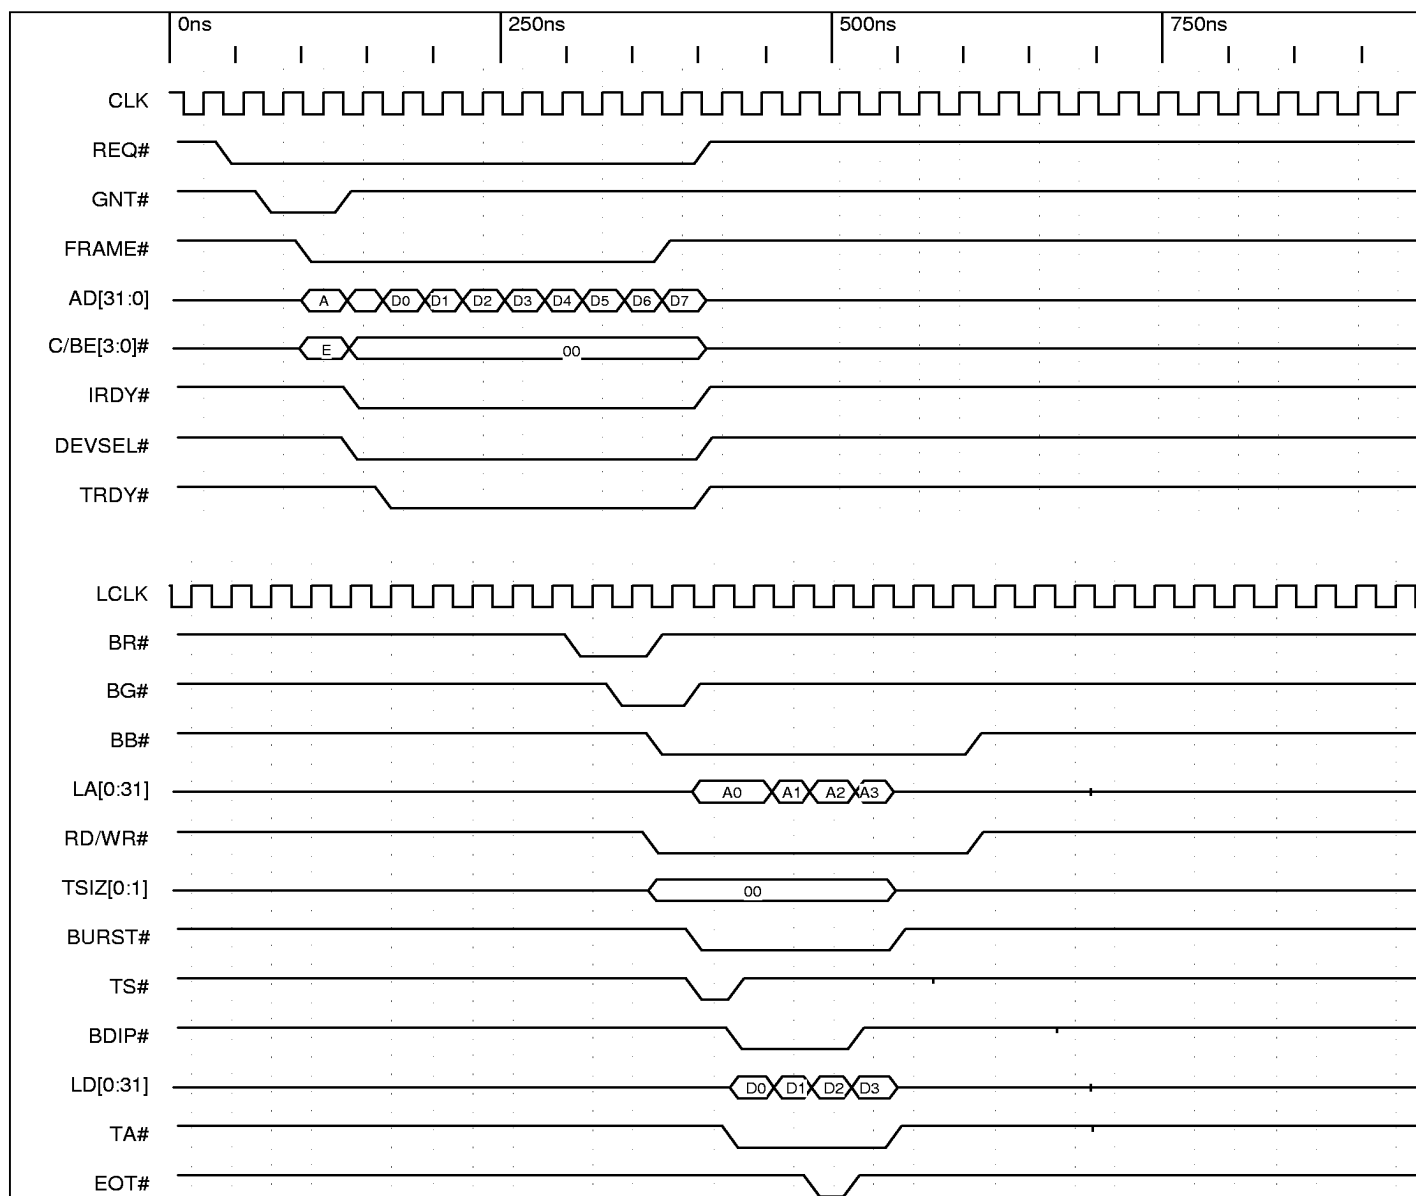 0ns 250ns 500ns 750ns
CLK
REQ#
GNT#
FRAME#
AD[31:0] A D0 D1 D2 D3 D4 D5 D6 D7
C/BE[3:0]# E 00
IRDY#
DEVSEL#
TRDY#
LCLK
BR#
BG#
BB#
LA[0:31] A0 A1 A2 A3
RD/WR#
TSIZ[0:1] 00
BURST#
TS#
BDIP#
LD[0:31] D0 D1 D2 D3
TA#
EOT#